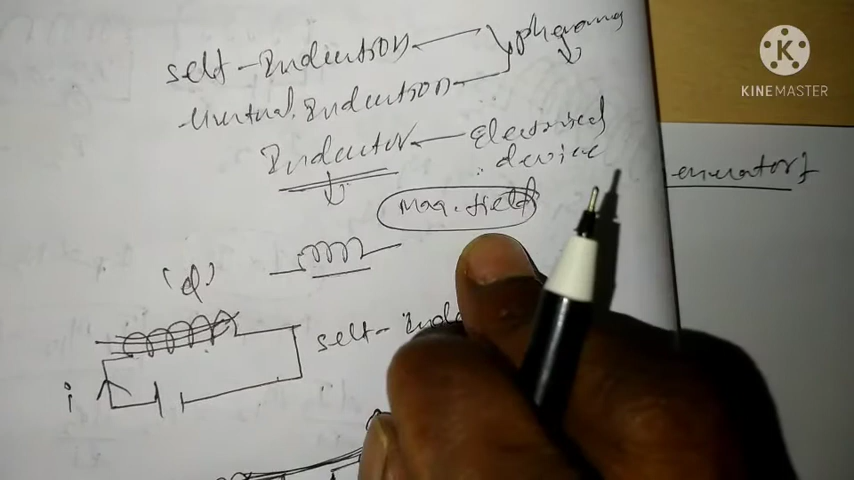 self-Induction
phenomena
Mutual Induction
Inductor
Electrical
device
Mag. field
'φ'
self-
i
KINEMASTER